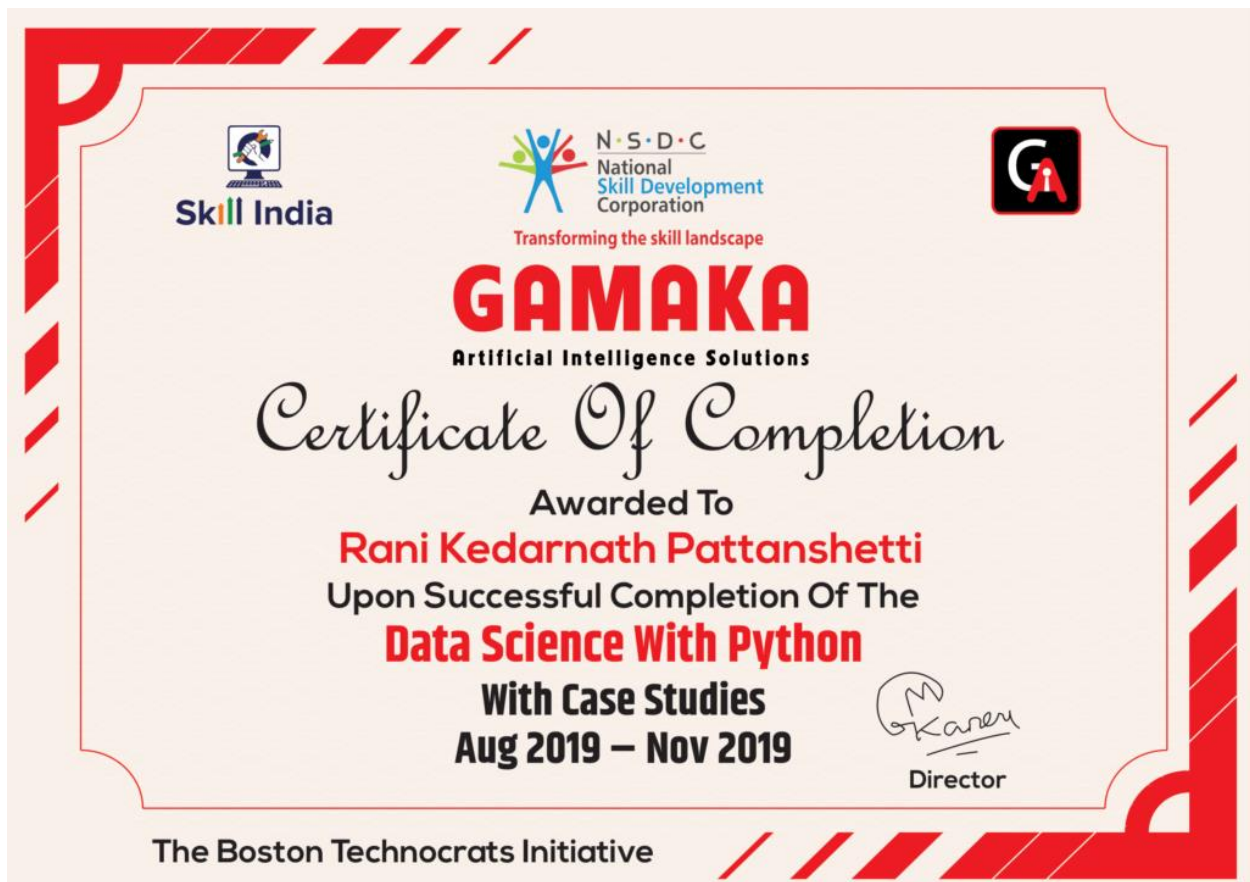 Skill India
N·S·D·C
National
Skill Development
Corporation
Transforming the skill landscape
GA
GAMAKA
Artificial Intelligence Solutions
Certificate Of Completion
Awarded To
Rani Kedarnath Pattanshetti
Upon Successful Completion Of The
Data Science With Python
With Case Studies
Aug 2019 – Nov 2019
Director
The Boston Technocrats Initiative